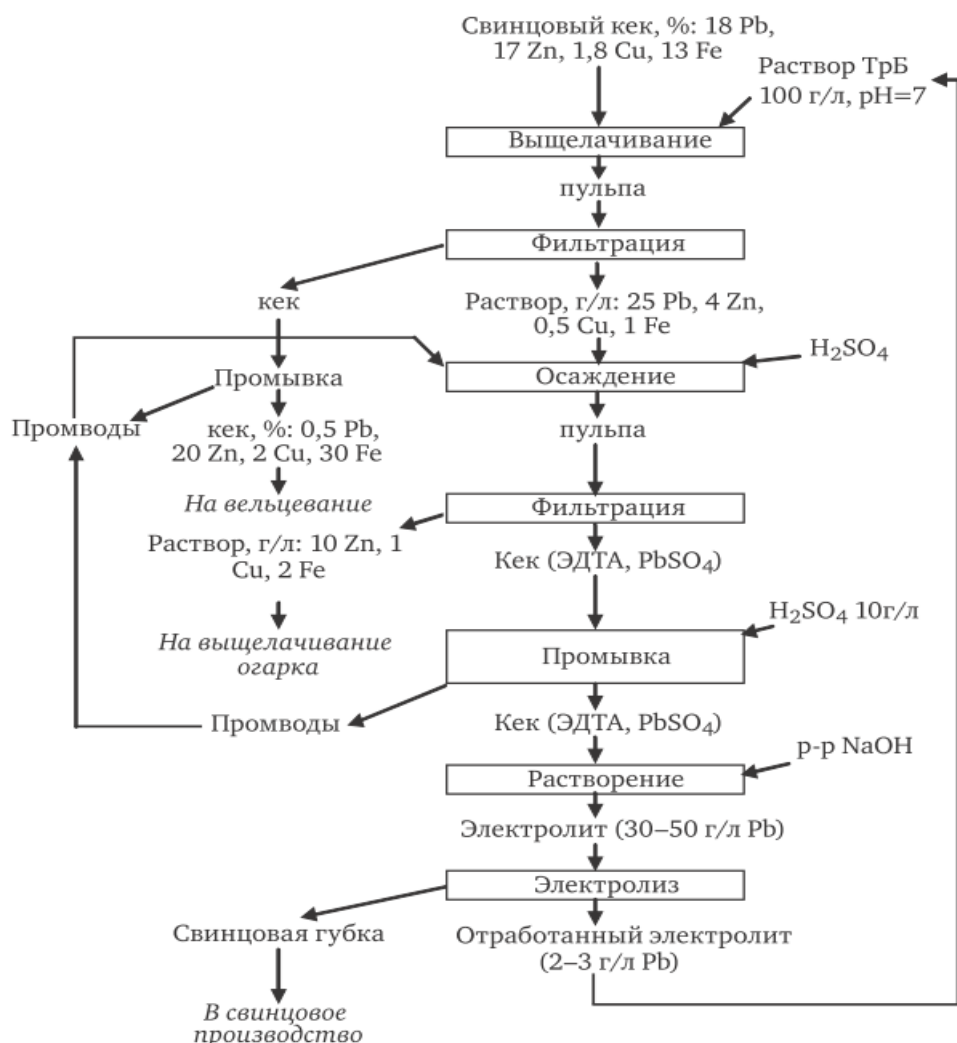 Свинцовый кек, %: 18 Pb,
17 Zn, 1,8 Cu, 13 Fe
Раствор ТрБ
100 г/л, pH=7
Выщелачивание
пульпа
Фильтрация
кек
Раствор, г/л: 25 Pb, 4 Zn,
0,5 Cu, 1 Fe
H₂SO₄
Осаждение
Промывка
Промводы
кек, %: 0,5 Pb,
20 Zn, 2 Cu, 30 Fe
пульпа
На вельцевание
Фильтрация
Раствор, г/л: 10 Zn, 1
Cu, 2 Fe
Кек (ЭДТА, PbSO₄)
H₂SO₄ 10г/л
На выщелачивание
огарка
Промывка
Промводы
Кек (ЭДТА, PbSO₄)
р-р NaOH
Растворение
Электролит (30–50 г/л Pb)
Электролиз
Свинцовая губка
Отработанный электролит
(2–3 г/л Pb)
В свинцовое
производство